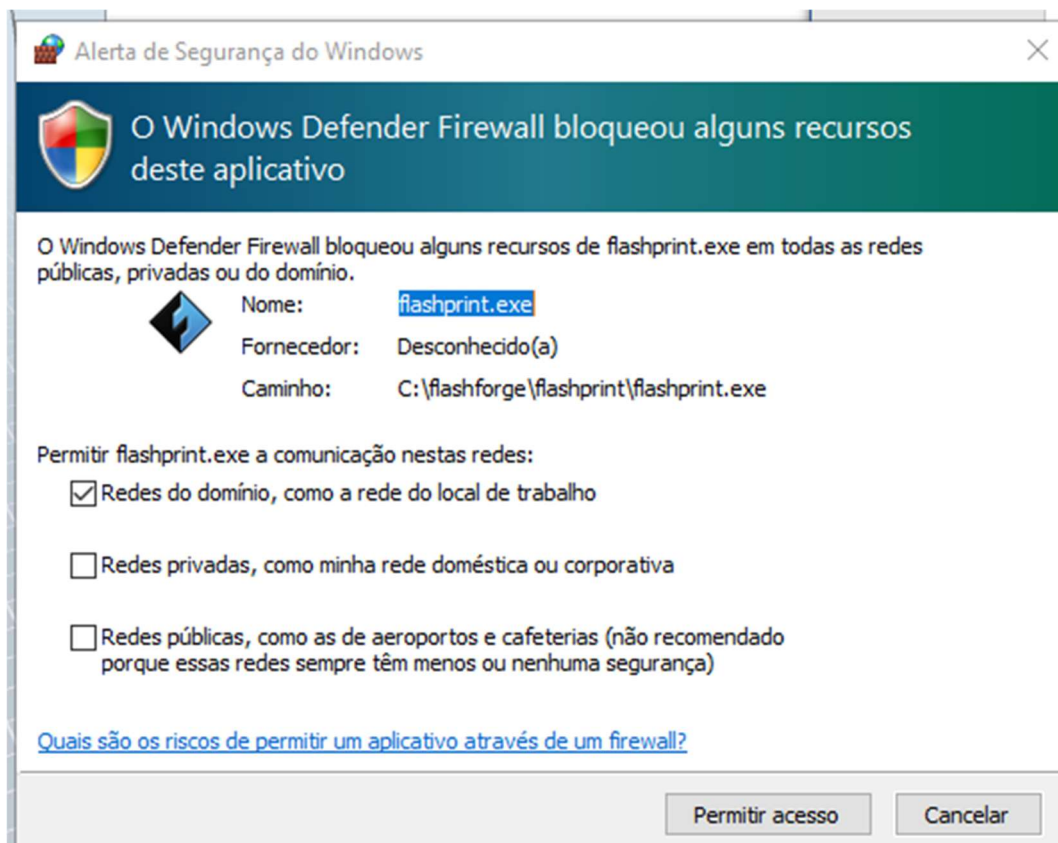 Alerta de Segurança do Windows
O Windows Defender Firewall bloqueou alguns recursos
deste aplicativo
O Windows Defender Firewall bloqueou alguns recursos de flashprint.exe em todas as redes
públicas, privadas ou do domínio.
Nome: flashprint.exe
Fornecedor: Desconhecido(a)
Caminho: C:\flashforge\flashprint\flashprint.exe
Permitir flashprint.exe a comunicação nestas redes:
Redes do domínio, como a rede do local de trabalho
Redes privadas, como minha rede doméstica ou corporativa
Redes públicas, como as de aeroportos e cafeterias (não recomendado
porque essas redes sempre têm menos ou nenhuma segurança)
Quais são os riscos de permitir um aplicativo através de um firewall?
Permitir acesso Cancelar